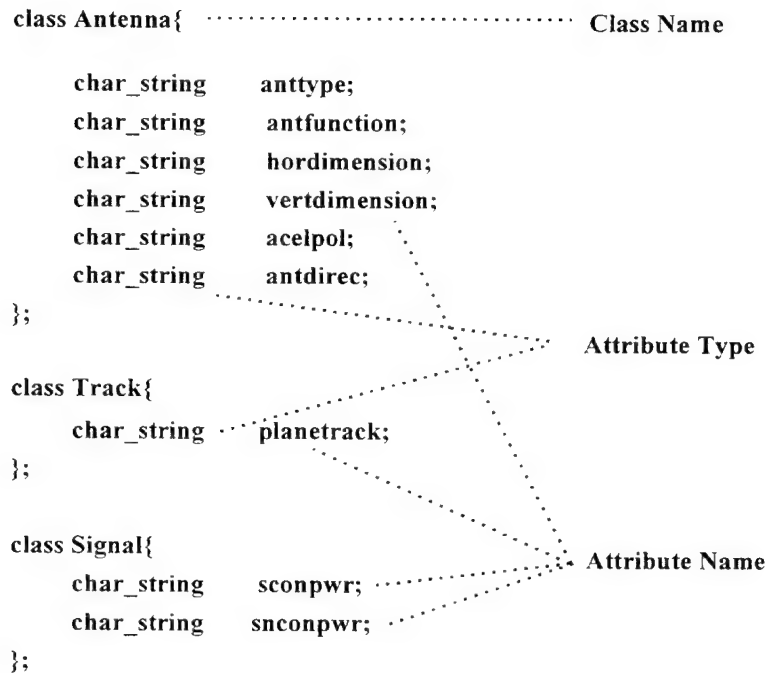 class Antenna{ Class Name
char_string anttype;
char_string antfunction;
char_string hordimension;
char_string vertdimension;
char_string acelpol;
char_string antdirec;
};
Attribute Type
class Track{
char_string planetrack;
};
class Signal{
Attribute Name
char_string sconpwr;
char_string snconpwr;
};